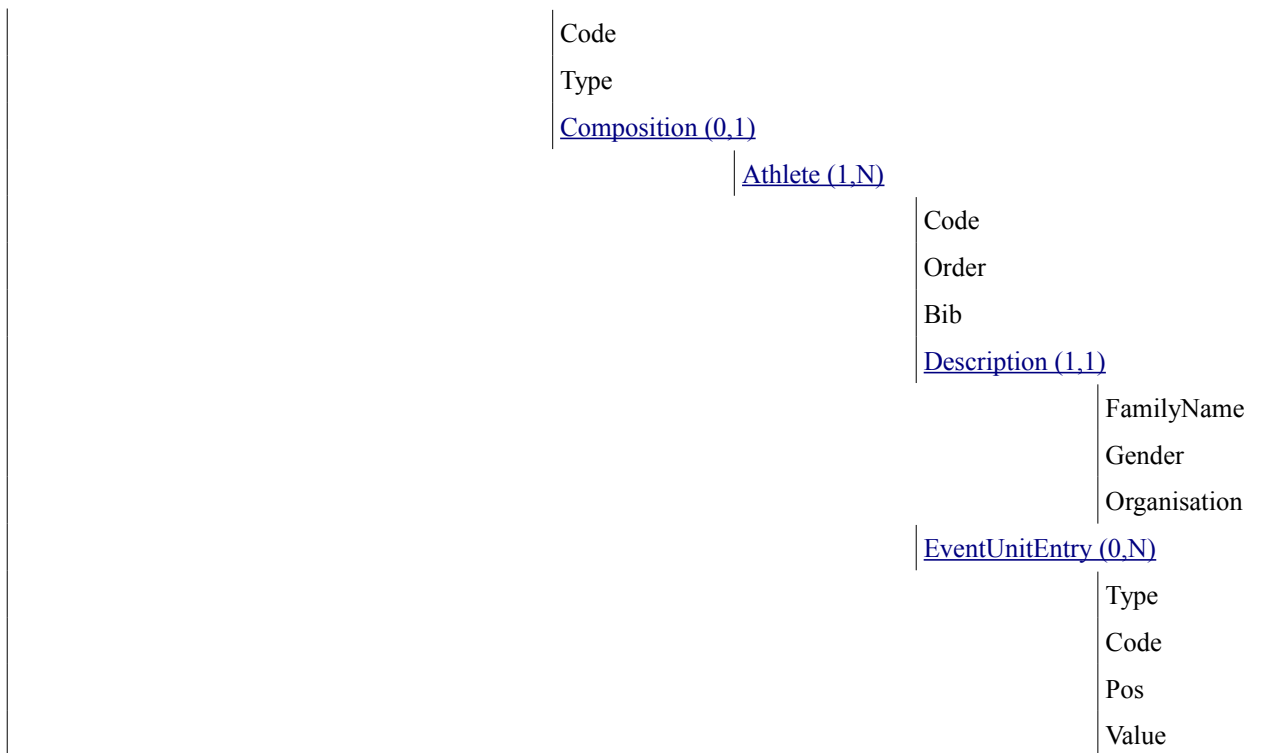 Code
Type
Composition (0,1)
Athlete (1,N)
Code
Order
Bib
Description (1,1)
FamilyName
Gender
Organisation
EventUnitEntry (0,N)
Type
Code
Pos
Value